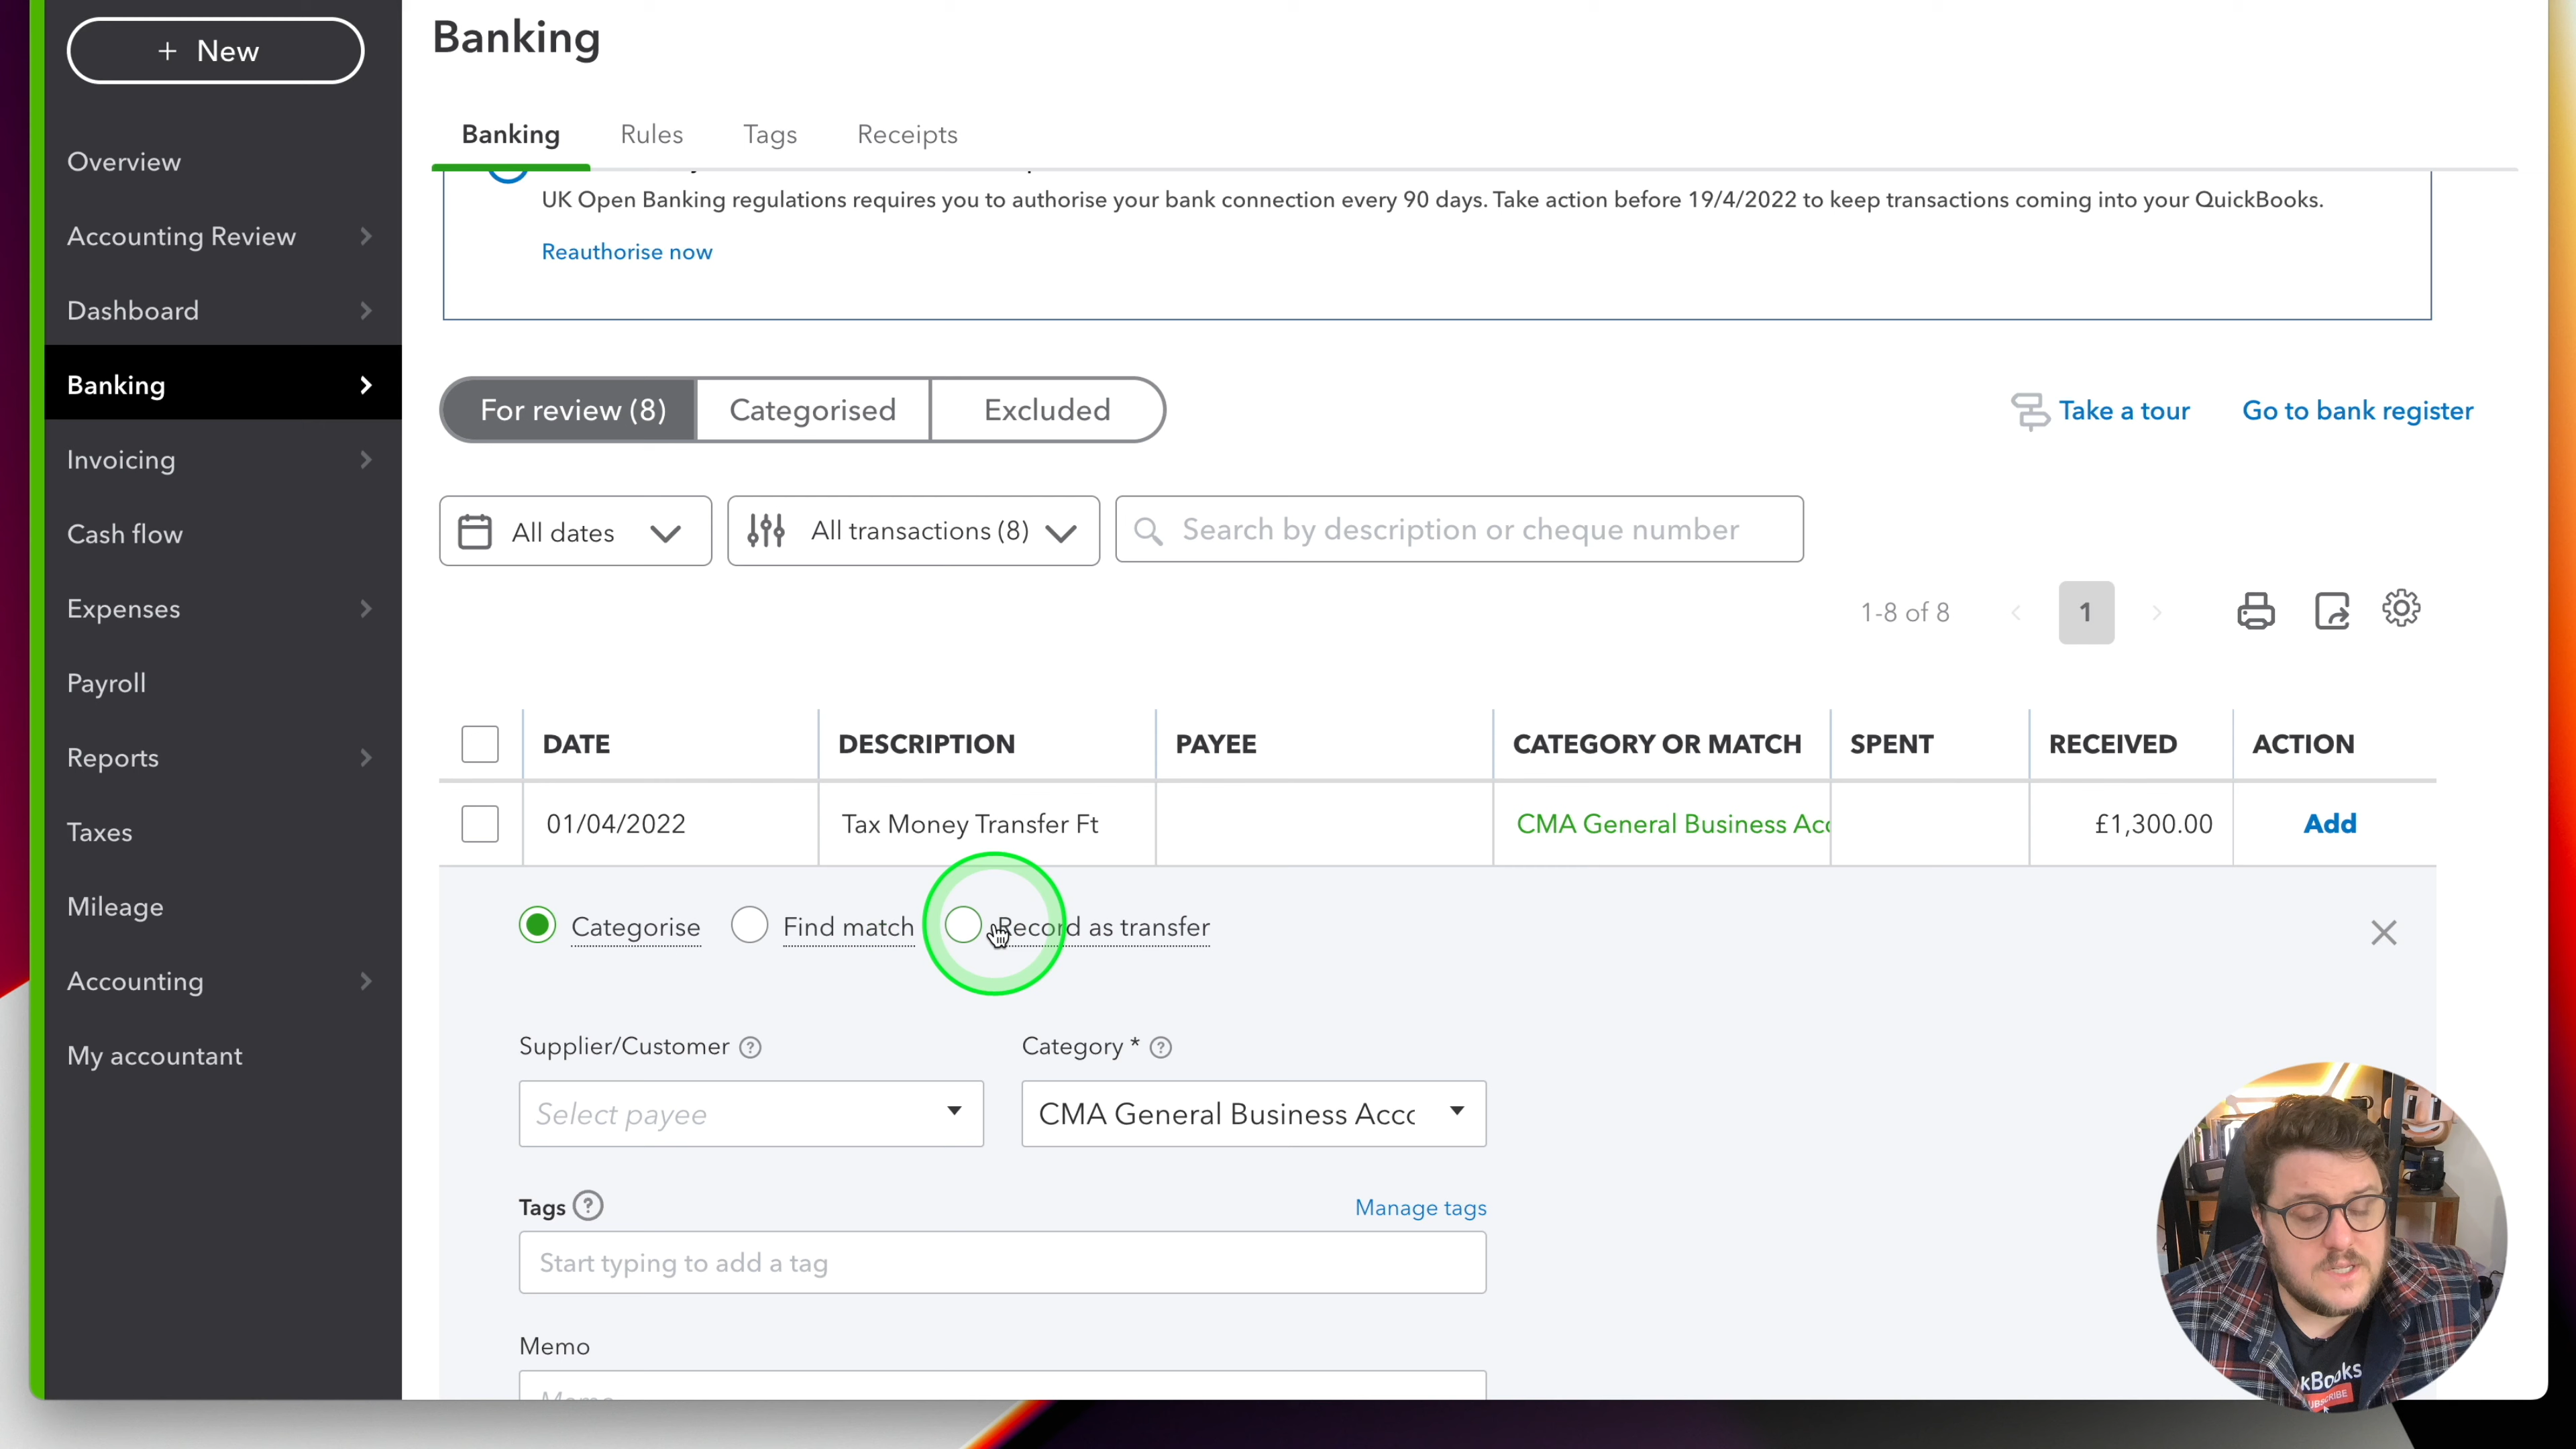 + New
Overview
Accounting Review
Dashboard
Banking
Invoicing
Cash flow
Expenses
Payroll
Reports
Taxes
Mileage
Accounting
My accountant
Banking
Banking Rules Tags Receipts
UK Open Banking regulations requires you to authorise your bank connection every 90 days. Take action before 19/4/2022 to keep transactions coming into your QuickBooks.
Reauthorise now
For review (8) Categorised Excluded
Take a tour Go to bank register
All dates All transactions (8) Search by description or cheque number
1-8 of 8 1
DATE DESCRIPTION PAYEE CATEGORY OR MATCH SPENT RECEIVED ACTION
01/04/2022 Tax Money Transfer Ft CMA General Business Acc £1,300.00 Add
Categorise Find match Record as transfer
Supplier/Customer ? Category * ?
Select payee CMA General Business Acco
Tags ? Manage tags
Start typing to add a tag
Memo
Memo
kBooks